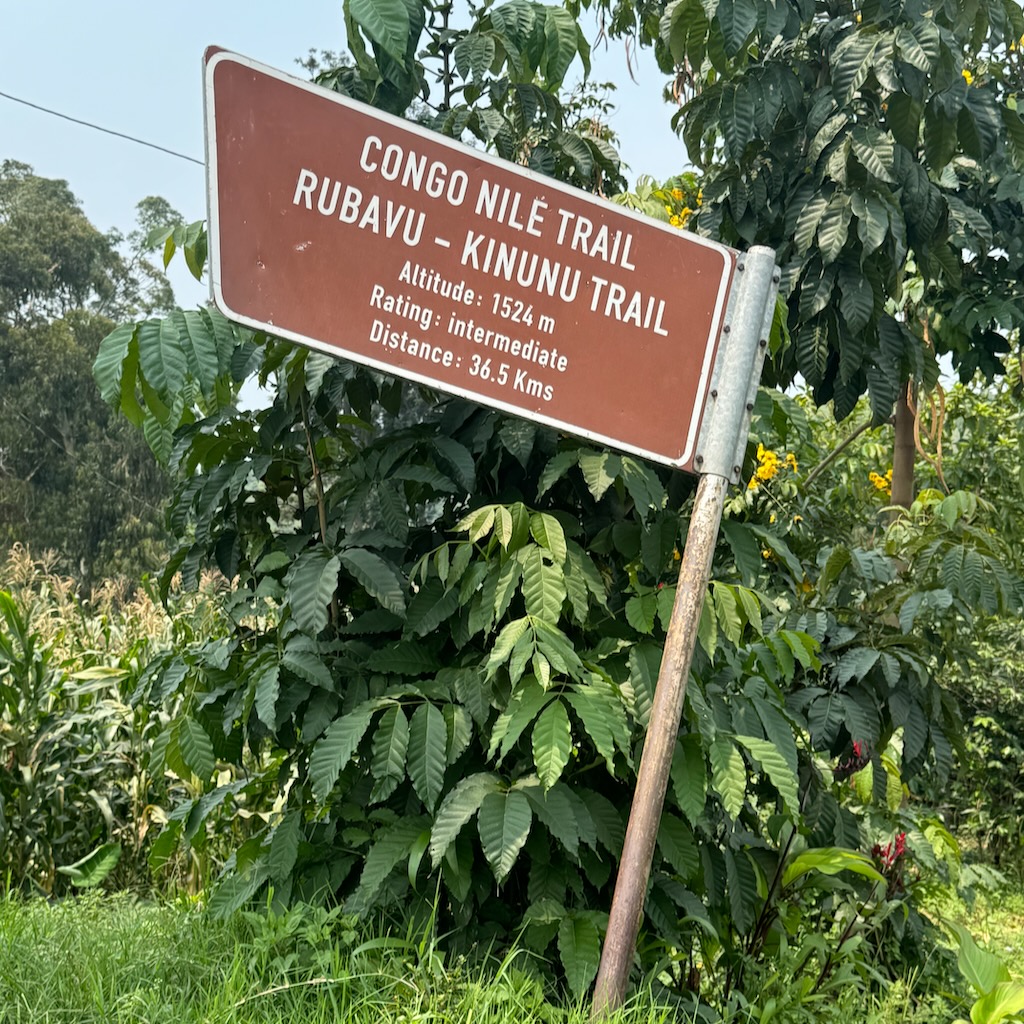 CONGO NILE TRAIL
RUBAVU – KINUNU TRAIL
Altitude: 1524 m
Rating: intermediate
Distance: 36.5 Kms